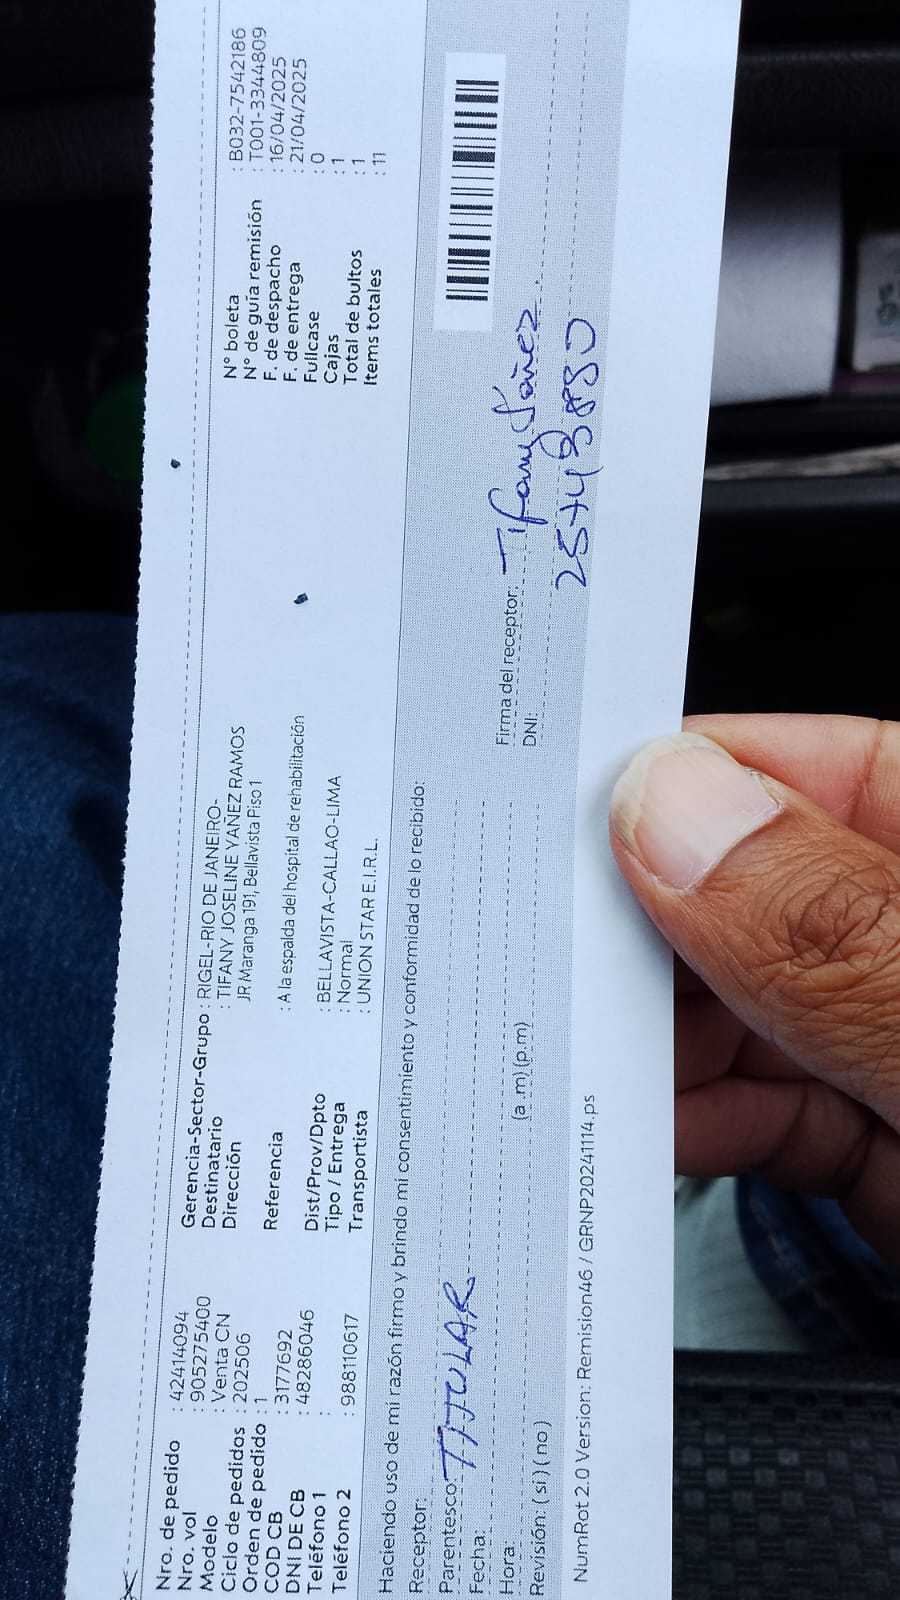 Nro. de pedido : 42414094
Nro. vol : 905275400
Modelo : Venta CN
Ciclo de pedidos : 202506
Orden de pedido : 1
COD CB : 3177692
DNI DE CB : 48286046
Teléfono 1 :
Teléfono 2 : 988110617
Gerencia-Sector-Grupo : RIGEL-RIO DE JANEIRO-
Destinatario : TIFANY JOSELINE YAÑEZ RAMOS
Dirección JR Maranga 191, Bellavista Piso 1
Referencia : A la espalda del hospital de rehabilitación
Dist/Prov/Dpto : BELLAVISTA-CALLAO-LIMA
Tipo / Entrega : Normal
Transportista : UNION STAR E.I.R.L.
N° boleta : B032-7542186
N° de guía remisión : T001-3344809
F. de despacho : 16/04/2025
F. de entrega : 21/04/2025
Fullcase : 0
Cajas : 1
Total de bultos : 1
Items totales : 11
Haciendo uso de mi razón firmo y brindo mi consentimiento y conformidad de lo recibido:
Receptor:
Parentesco: TITULAR
Fecha:
Hora: (a .m) (p.m)
Revisión: ( si ) ( no )
Firma del receptor: Tifany Yáñez
DNI:
NumRot 2.0 Version: Remision46 / GRNP20241114.ps